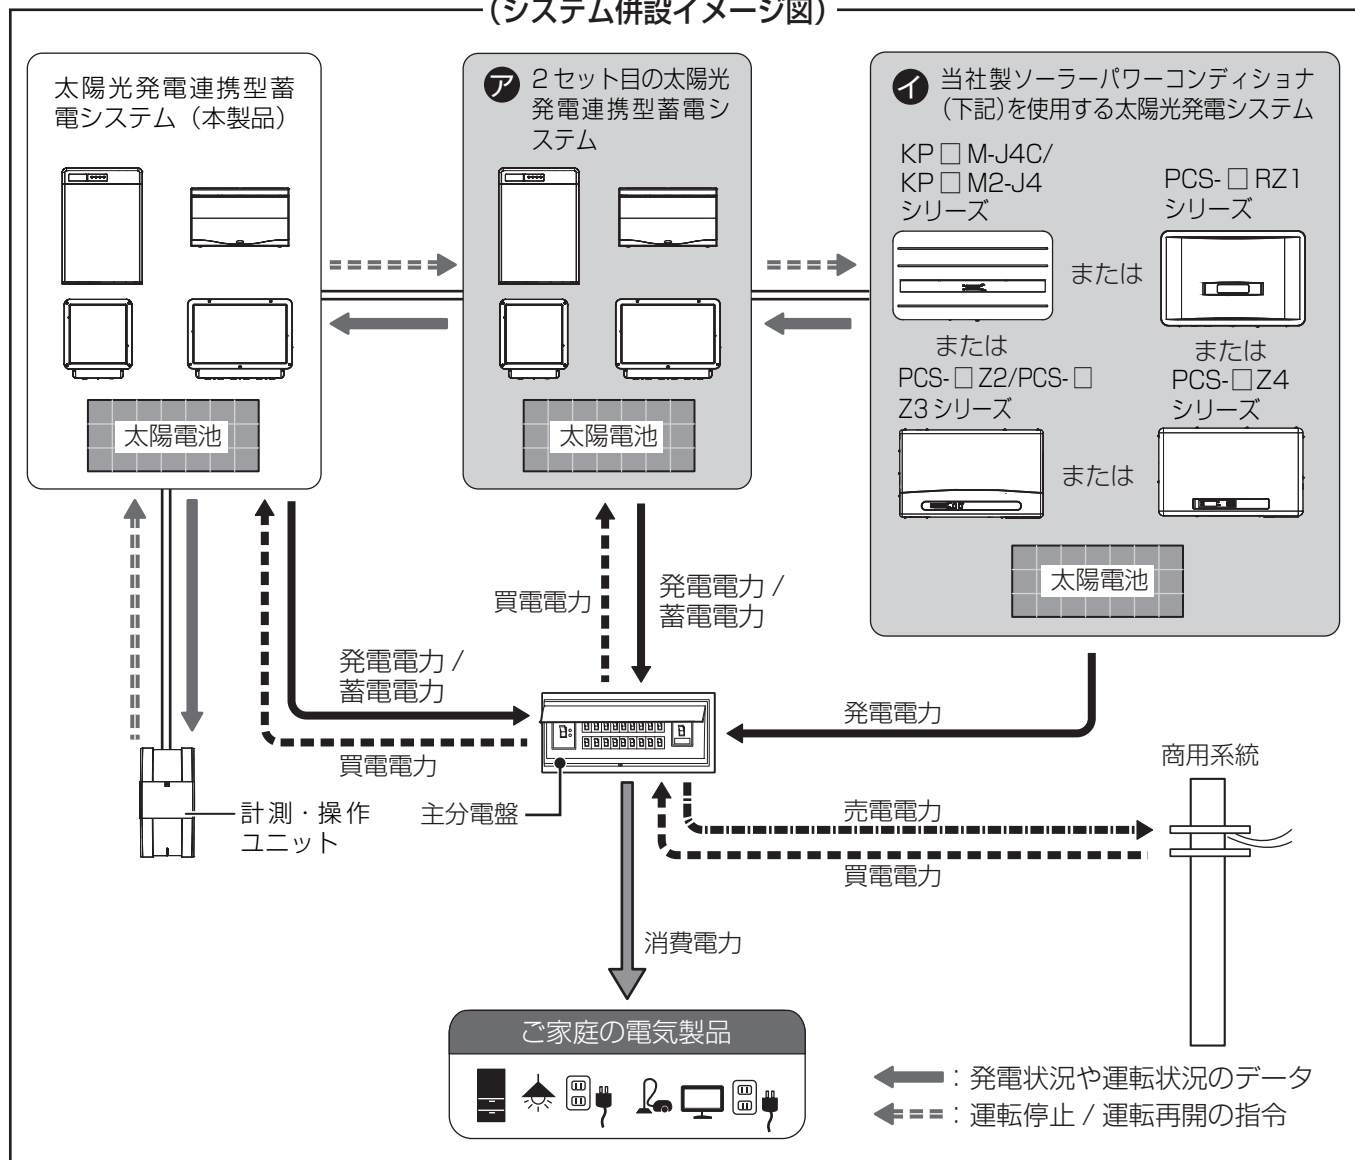 (システム併設イメージ図)
太陽光発電連携型蓄
電システム（本製品）
太陽電池
ア 2セット目の太陽光
発電連携型蓄電シ
ステム
太陽電池
イ 当社製ソーラーパワーコンディショナ
（下記）を使用する太陽光発電システム
KP□M-J4C/
KP□M2-J4
シリーズ
または
PCS-□RZ1
シリーズ
または
または
PCS-□Z2/PCS-□
Z3シリーズ
または
PCS-□Z4
シリーズ
太陽電池
買電電力
発電電力/
蓄電電力
発電電力/
蓄電電力
買電電力
発電電力
計測・操作
ユニット
主分電盤
売電電力
買電電力
商用系統
消費電力
ご家庭の電気製品
：発電状況や運転状況のデータ
：運転停止/運転再開の指令